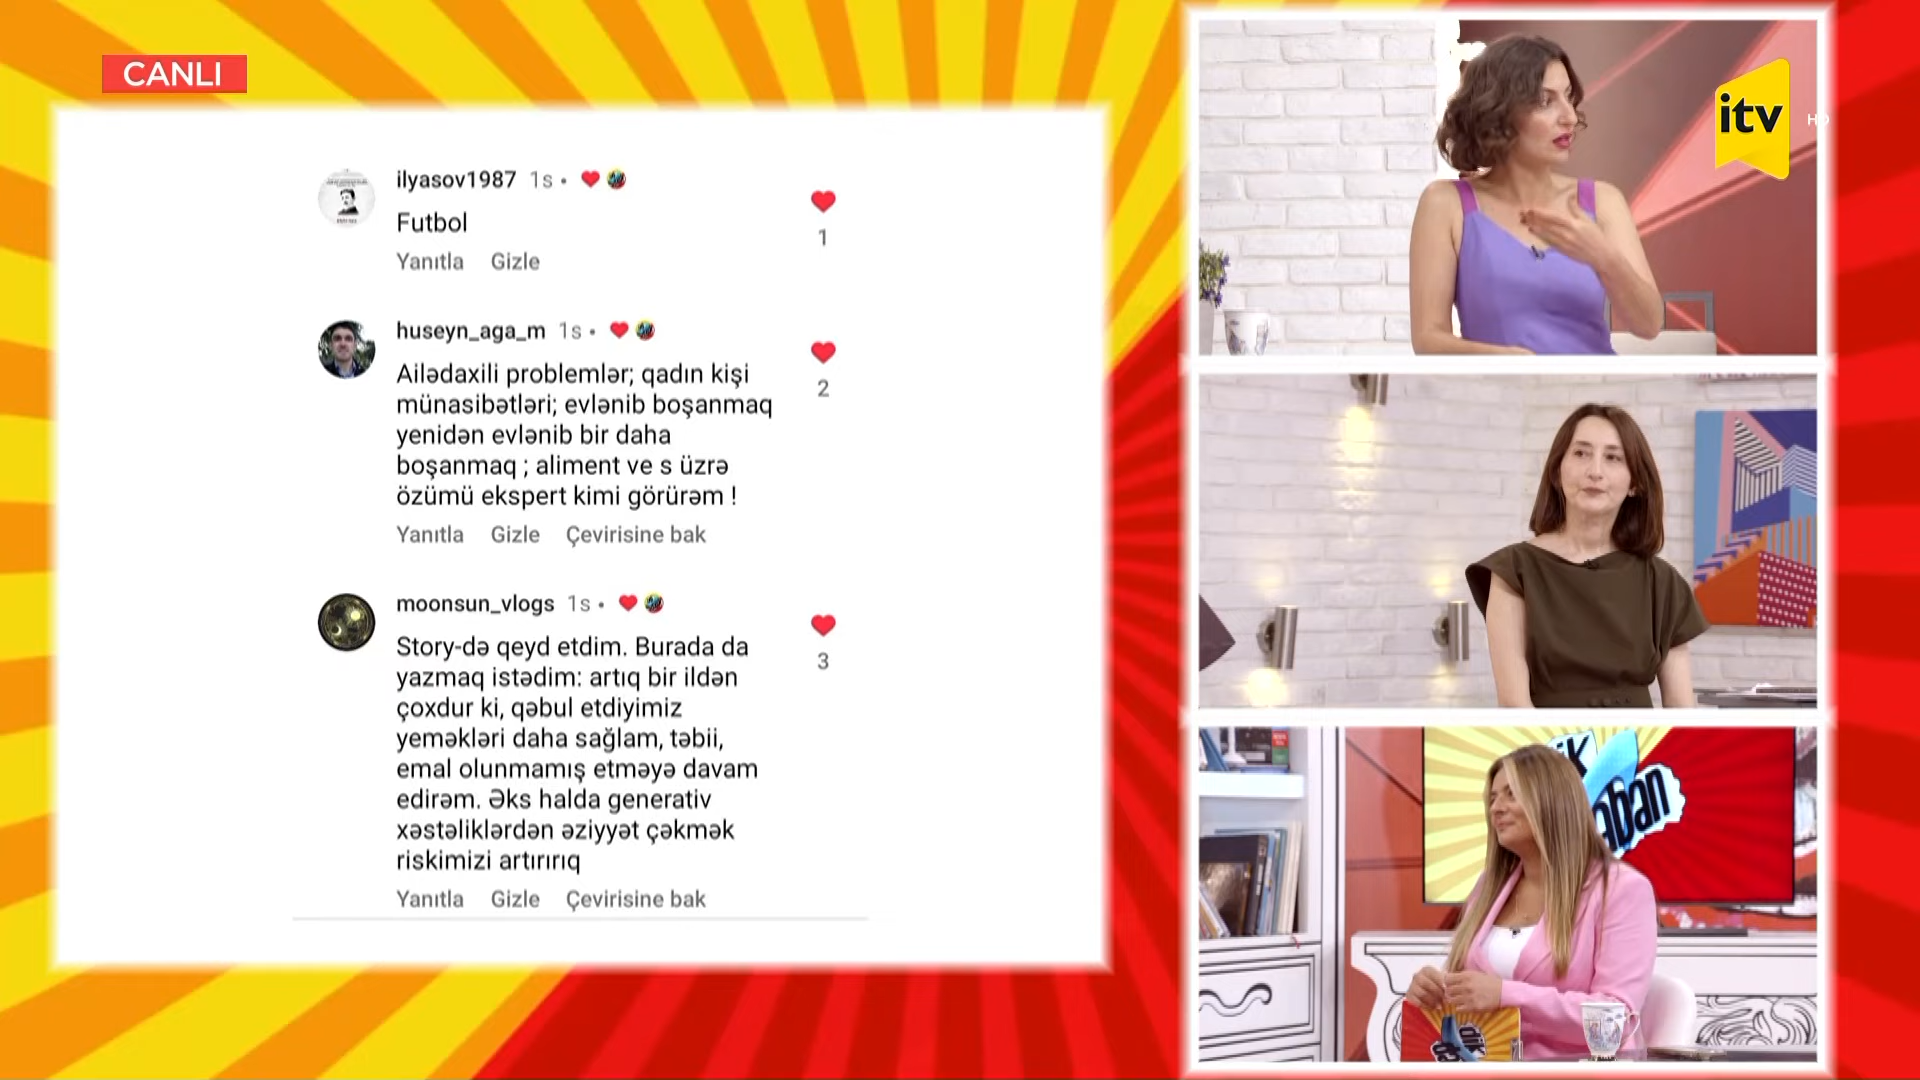 CANLI
ilyasov1987 1s •
Futbol
1
Yanıtla Gizle
huseyn_aga_m 1s •
Ailədaxili problemlər; qadın kişi
2
münasibətləri; evlənib boşanmaq
yenidən evlənib bir daha
boşanmaq ; aliment ve s üzrə
özümü ekspert kimi görürəm !
Yanıtla Gizle Çevirisine bak
moonsun_vlogs 1s •
Story-də qeyd etdim. Burada da
3
yazmaq istədim: artıq bir ildən
çoxdur ki, qəbul etdiyimiz
yeməkləri daha sağlam, təbii,
emal olunmamış etməyə davam
edirəm. Əks halda generativ
xəstəliklərdən əziyyət çəkmək
riskimizi artırırıq
Yanıtla Gizle Çevirisine bak
itv HD